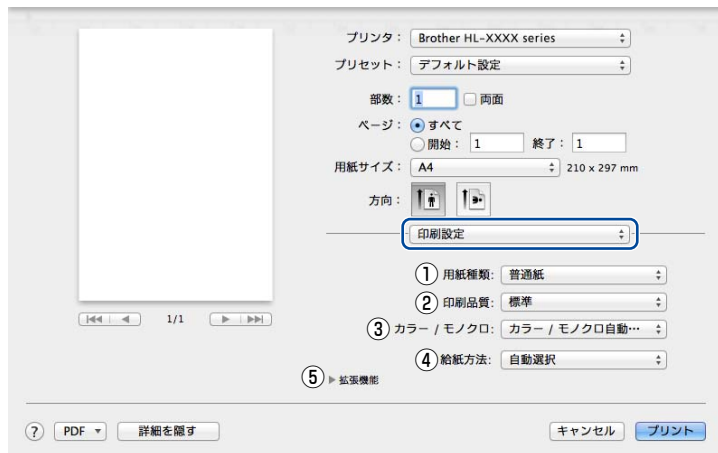 プリンタ： Brother HL-XXXX series
プリセット： デフォルト設定
部数： 1 両面
ページ： すべて
開始： 1 終了： 1
用紙サイズ： A4 210 x 297 mm
方向：
印刷設定
① 用紙種類: 普通紙
② 印刷品質: 標準
1/1
③ カラー / モノクロ: カラー / モノクロ自動…
④ 給紙方法: 自動選択
⑤ 拡張機能
? PDF 詳細を隠す キャンセル プリント